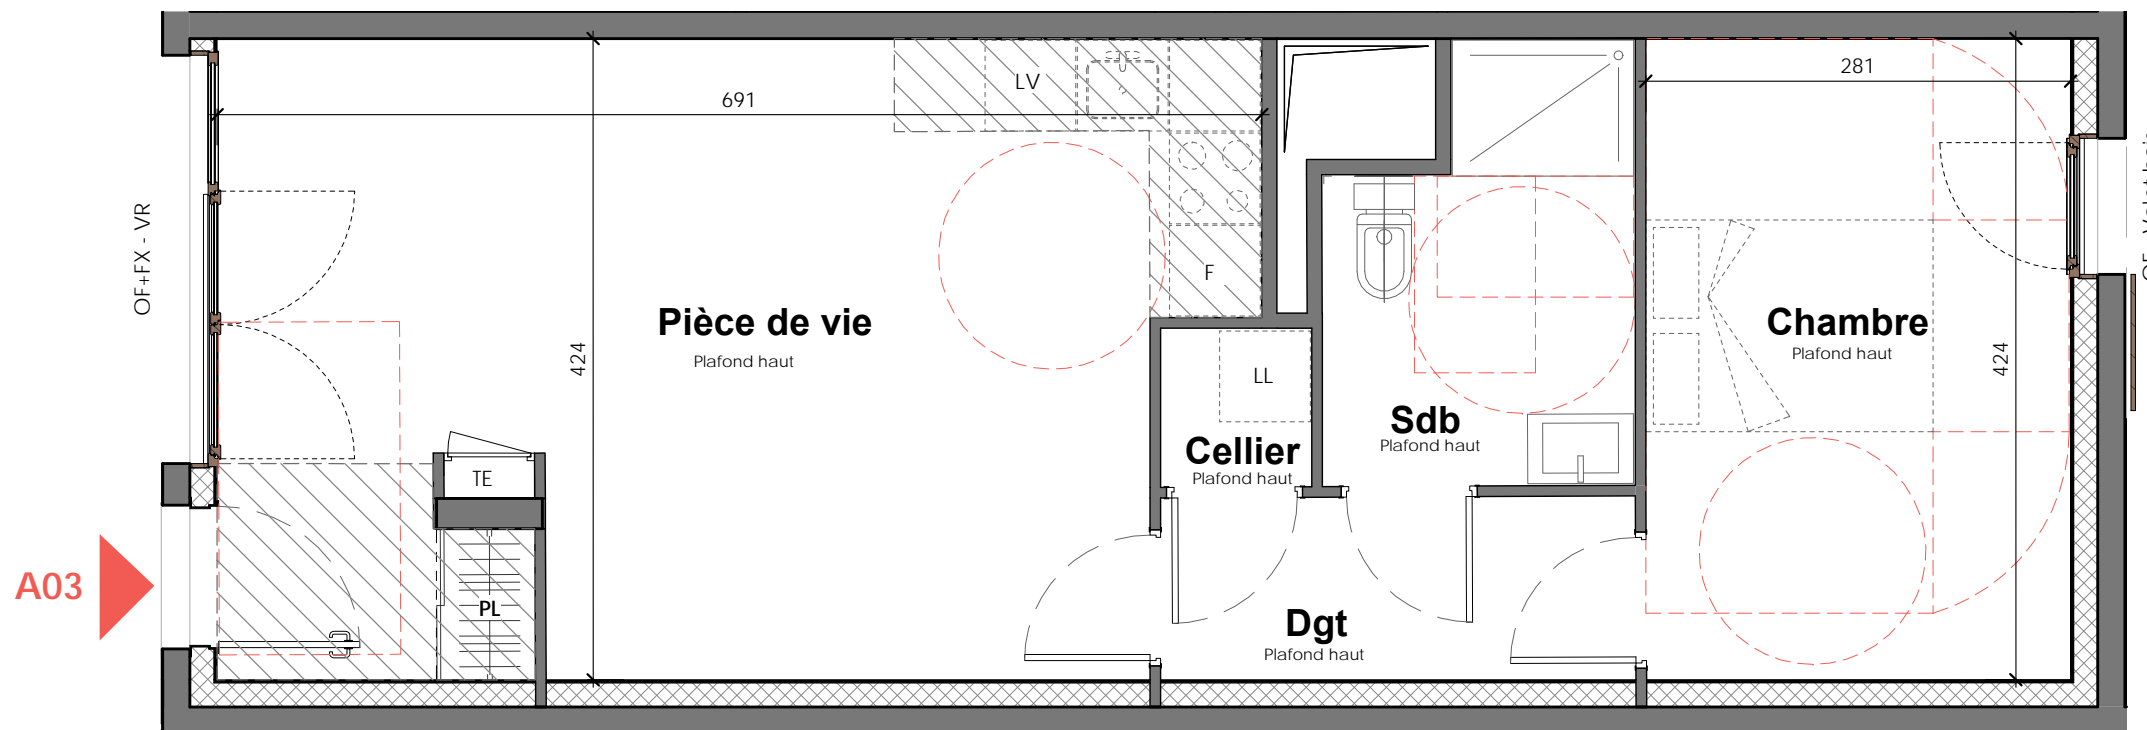 691
281
LV
OF+FX - VR
F
Pièce de vie
Plafond haut
424
Chambre
Plafond haut
424
LL
Sdb
Plafond haut
Cellier
Plafond haut
TE
A03
PL
Dgt
Plafond haut